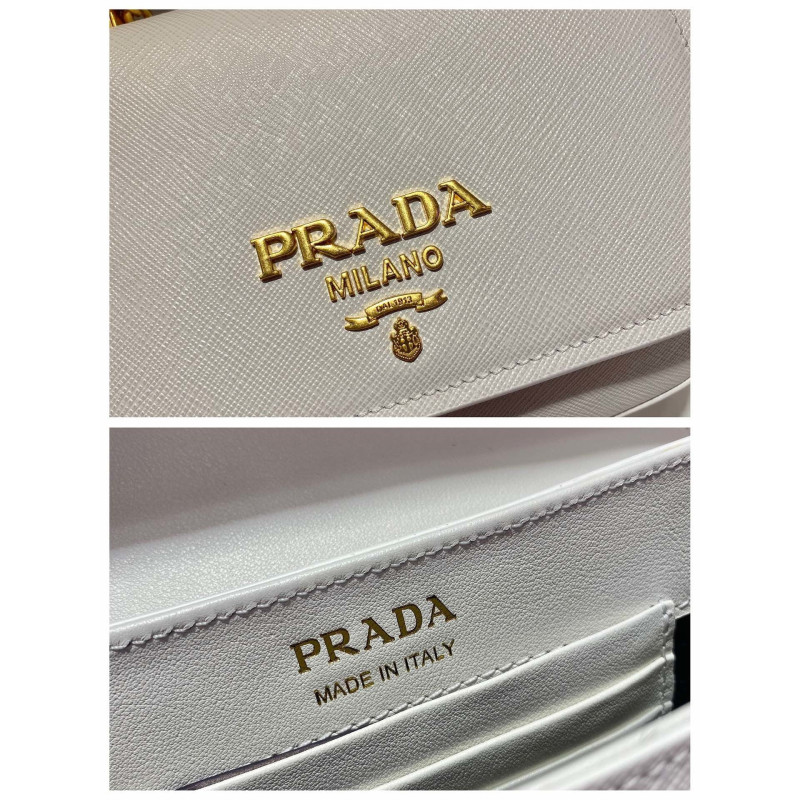 PRADA
MILANO
DAL 1913
PRADA
MADE IN ITALY